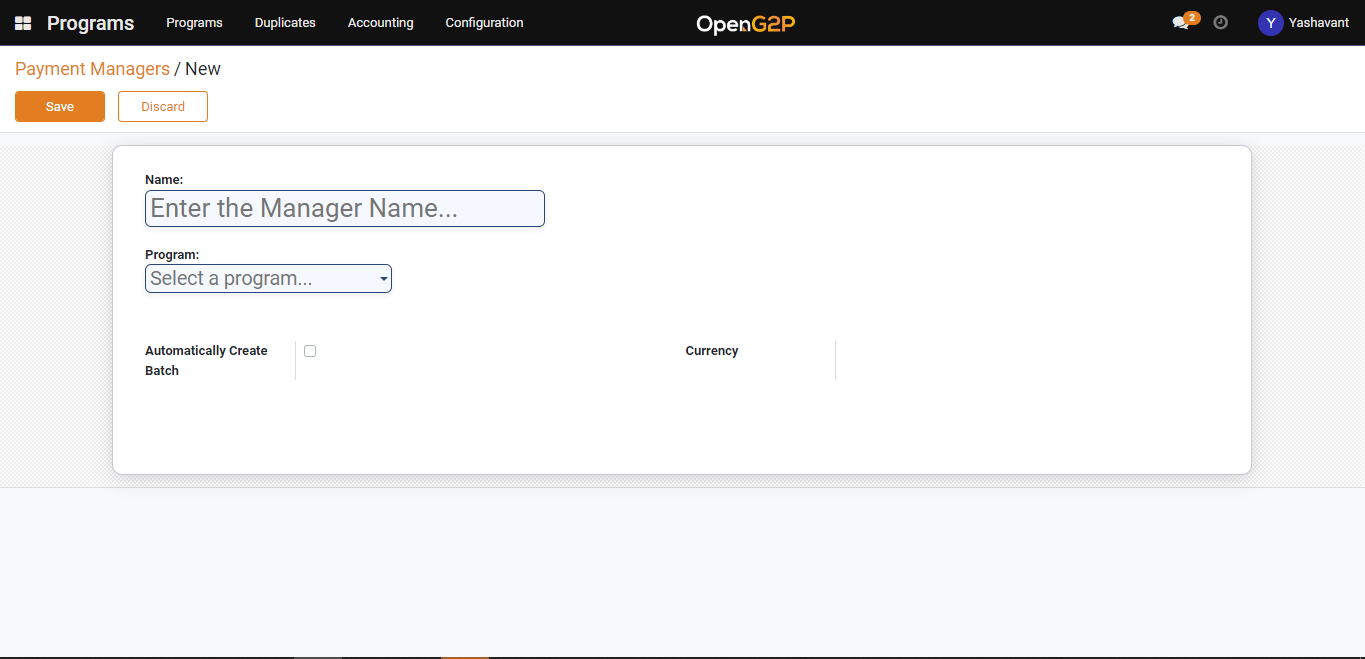 Programs Programs Duplicates Accounting Configuration OpenG2P 2 Y Yashavant
Payment Managers / New
Save Discard
Name:
Enter the Manager Name...
Program:
Select a program...
Automatically Create Currency
Batch